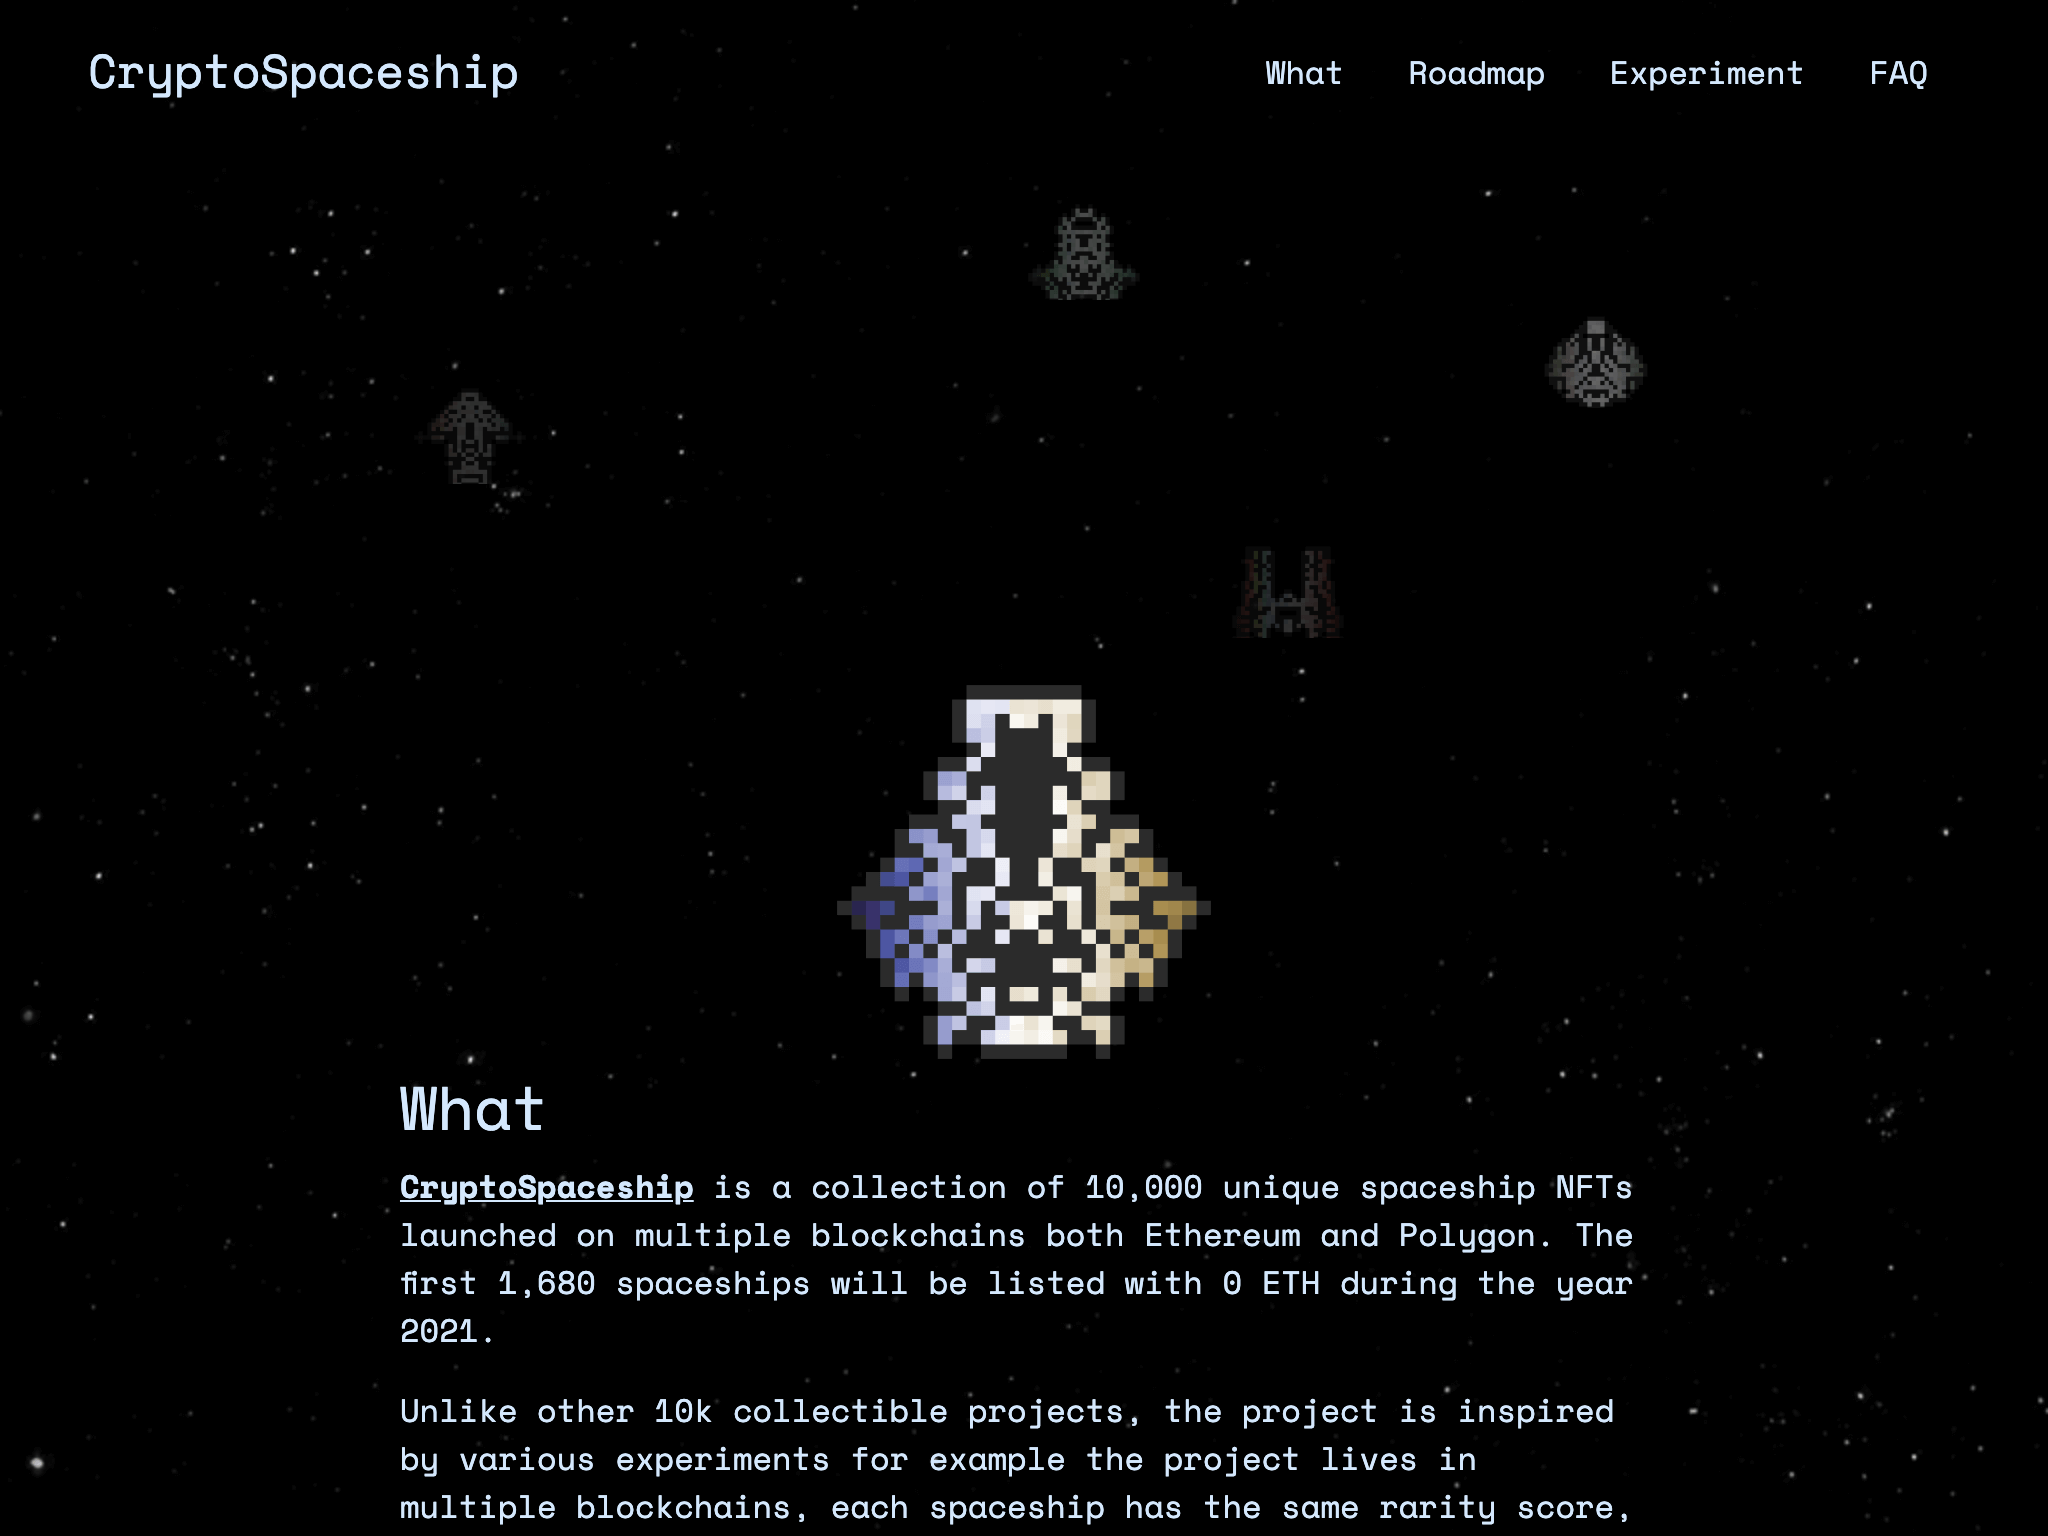 CryptoSpaceship
What
Roadmap
Experiment
FAQ
What
CryptoSpaceship is a collection of 10,000 unique spaceship NFTs
launched on multiple blockchains both Ethereum and Polygon. The
first 1,680 spaceships will be listed with 0 ETH during the year
2021.
Unlike other 10k collectible projects, the project is inspired
by various experiments for example the project lives in
multiple blockchains, each spaceship has the same rarity score,